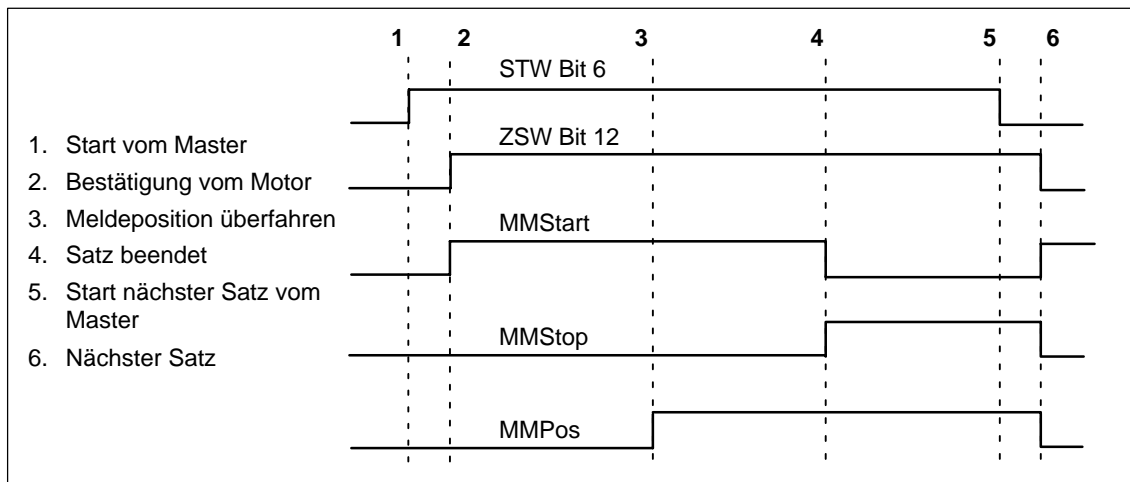 1 2 3 4 5 6
STW Bit 6
ZSW Bit 12
1. Start vom Master
2. Bestätigung vom Motor
3. Meldeposition überfahren
4. Satz beendet
5. Start nächster Satz vom
Master
6. Nächster Satz
MMStart
MMStop
MMPos